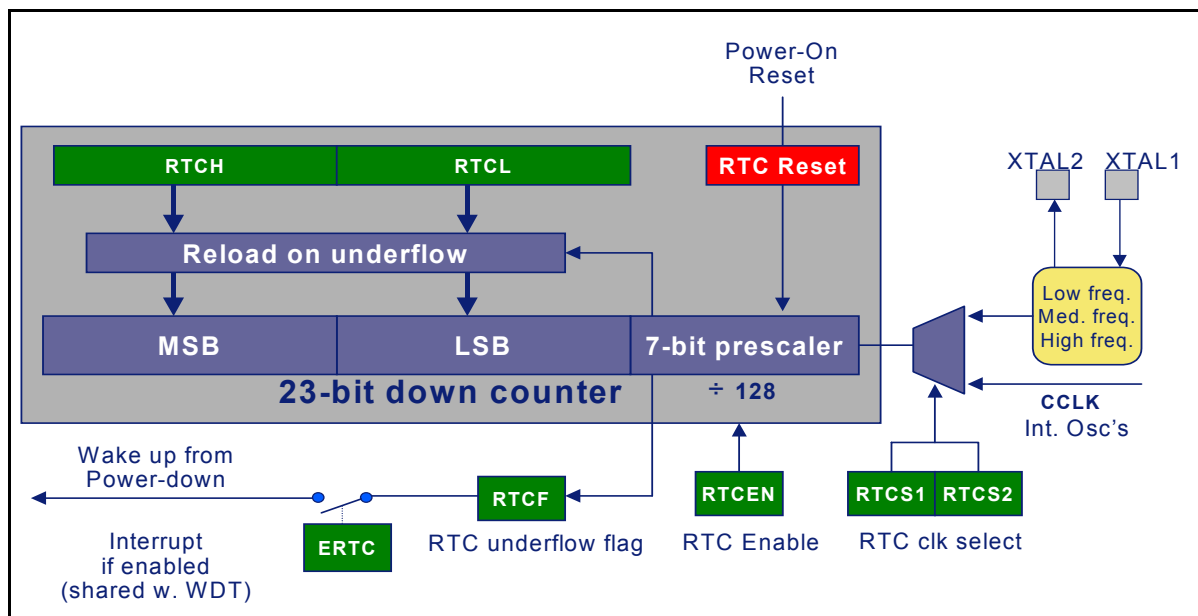 Power-On
Reset
RTCH
RTCL
RTC Reset
XTAL2
XTAL1
Reload on underflow
Low freq.
Med. freq.
High freq.
MSB
LSB
7-bit prescaler
23-bit down counter
÷ 128
CCLK
Int. Osc's
Wake up from
Power-down
RTCF
RTCEN
RTCS1
RTCS2
ERTC
RTC underflow flag
RTC Enable
RTC clk select
Interrupt
if enabled
(shared w. WDT)